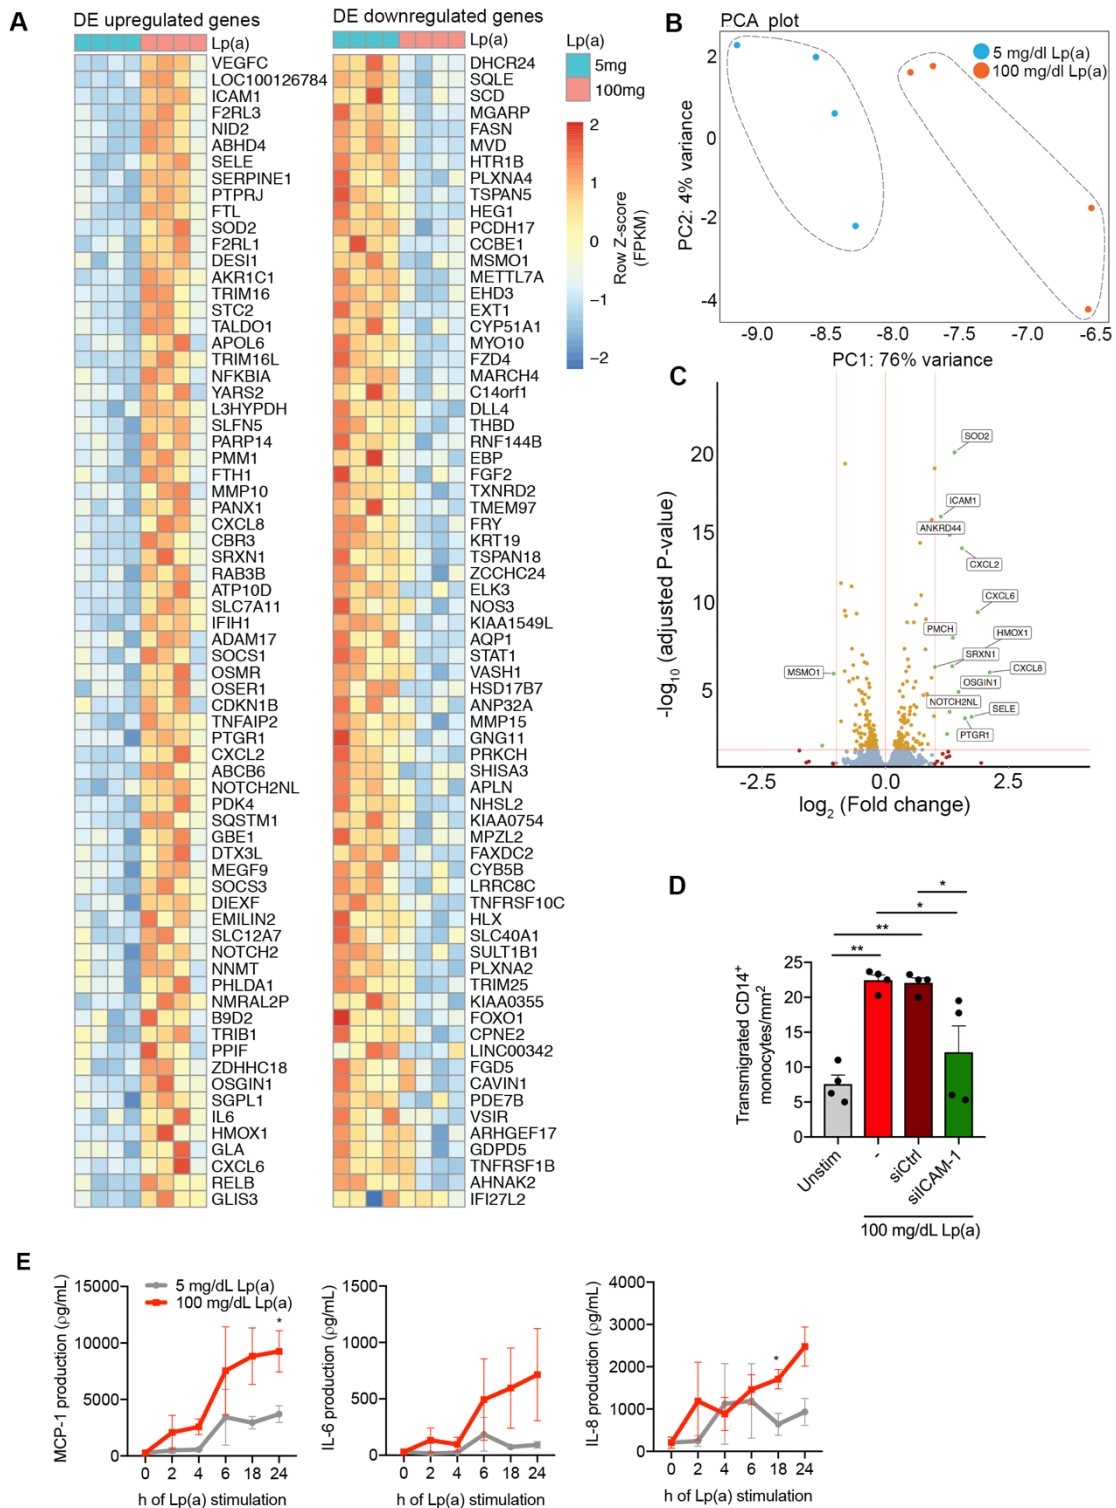 A
DE upregulated genes
DE downregulated genes
Lp(a)
VEGFC
LOC100126784
ICAM1
F2RL3
NID2
ABHD4
SELE
SERPINE1
PTPRJ
FTL
SOD2
F2RL1
DESI1
AKR1C1
TRIM16
STC2
TALDO1
APOL6
TRIM16L
NFKBIA
YARS2
L3HYPDH
SLFN5
PARP14
PMM1
FTH1
MMP10
PANX1
CXCL8
CBR3
SRXN1
RAB3B
ATP10D
SLC7A11
IFIH1
ADAM17
SOCS1
OSMR
OSER1
CDKN1B
TNFAIP2
PTGR1
CXCL2
ABCB6
NOTCH2NL
PDK4
SQSTM1
GBE1
DTX3L
MEGF9
SOCS3
DIEXF
EMILIN2
SLC12A7
NOTCH2
NNMT
PHLDA1
NMRAL2P
B9D2
TRIB1
PPIF
ZDHHC18
OSGIN1
SGPL1
IL6
HMOX1
GLA
CXCL6
RELB
GLIS3
Lp(a)
DHCR24
SQLE
SCD
MGARP
FASN
MVD
HTR1B
PLXNA4
TSPAN5
HEG1
PCDH17
CCBE1
MSMO1
METTL7A
EHD3
EXT1
CYP51A1
MYO10
FZD4
MARCH4
C14orf1
DLL4
THBD
RNF144B
EBP
FGF2
TXNRD2
TMEM97
FRY
KRT19
TSPAN18
ZCCHC24
ELK3
NOS3
KIAA1549L
AQP1
STAT1
VASH1
HSD17B7
ANP32A
MMP15
GNG11
PRKCH
SHISA3
APLN
NHSL2
KIAA0754
MPZL2
FAXDC2
CYB5B
LRRC8C
TNFRSF10C
HLX
SLC40A1
SULT1B1
PLXNA2
TRIM25
KIAA0355
FOXO1
CPNE2
LINC00342
FGD5
CAVIN1
PDE7B
VSIR
ARHGEF17
GDPD5
TNFRSF1B
AHNAK2
IFI27L2
Lp(a)
5mg
100mg
2
1
0
−1
−2
Row Z-score
(FPKM)
B
PCA plot
5 mg/dl Lp(a)
100 mg/dl Lp(a)
PC2: 4% variance
2
0
-2
-4
-9.0
-8.5
-8.0
-7.5
-7.0
-6.5
PC1: 76% variance
C
-log10 (adjusted P-value)
20
15
10
5
SOD2
ICAM1
ANKRD44
CXCL2
CXCL6
PMCH
HMOX1
SRXN1
MSMO1
CXCL8
OSGIN1
NOTCH2NL
SELE
PTGR1
-2.5
0.0
2.5
log2 (Fold change)
D
Transmigrated CD14+
monocytes/mm2
25
20
15
10
5
0
*
*
**
**
Unstim
-
siCtrl
siICAM-1
100 mg/dL Lp(a)
E
MCP-1 production (ρg/mL)
15000
10000
5000
0
5 mg/dL Lp(a)
100 mg/dL Lp(a)
*
0 2 4 6 18 24
h of Lp(a) stimulation
IL-6 production (ρg/mL)
1500
1000
500
0
0 2 4 6 18 24
h of Lp(a) stimulation
IL-8 production (ρg/mL)
4000
3000
2000
1000
0
*
0 2 4 6 18 24
h of Lp(a) stimulation